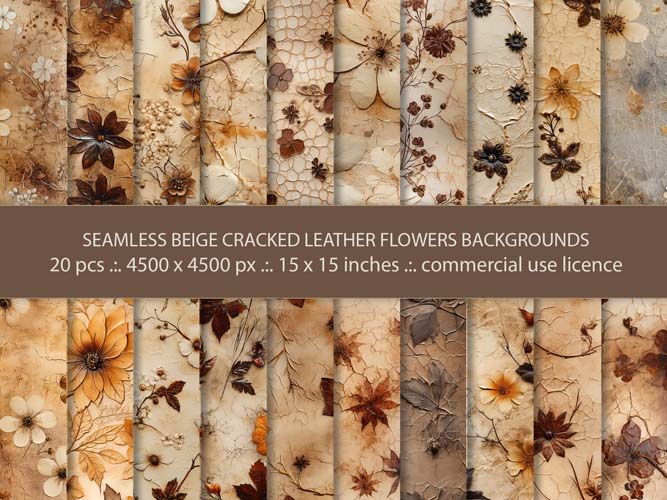 SEAMLESS BEIGE CRACKED LEATHER FLOWERS BACKGROUNDS
20 pcs .:. 4500 x 4500 px .:. 15 x 15 inches .:. commercial use licence